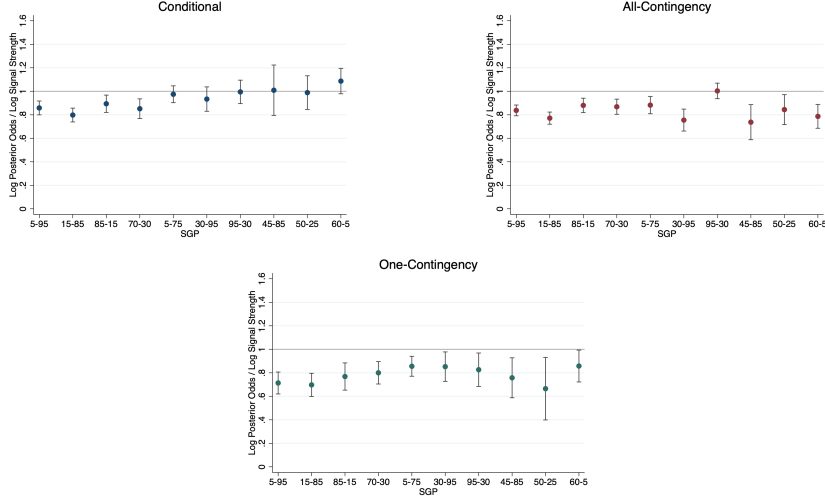 Conditional
Log Posterior Odds / Log Signal Strength
1.6
1.4
1.2
1
.8
.6
.4
.2
0
5-95 15-85 85-15 70-30 5-75 30-95 95-30 45-85 50-25 60-5
SGP
All-Contingency
Log Posterior Odds / Log Signal Strength
1.6
1.4
1.2
1
.8
.6
.4
.2
0
5-95 15-85 85-15 70-30 5-75 30-95 95-30 45-85 50-25 60-5
SGP
One-Contingency
Log Posterior Odds / Log Signal Strength
1.6
1.4
1.2
1
.8
.6
.4
.2
0
5-95 15-85 85-15 70-30 5-75 30-95 95-30 45-85 50-25 60-5
SGP